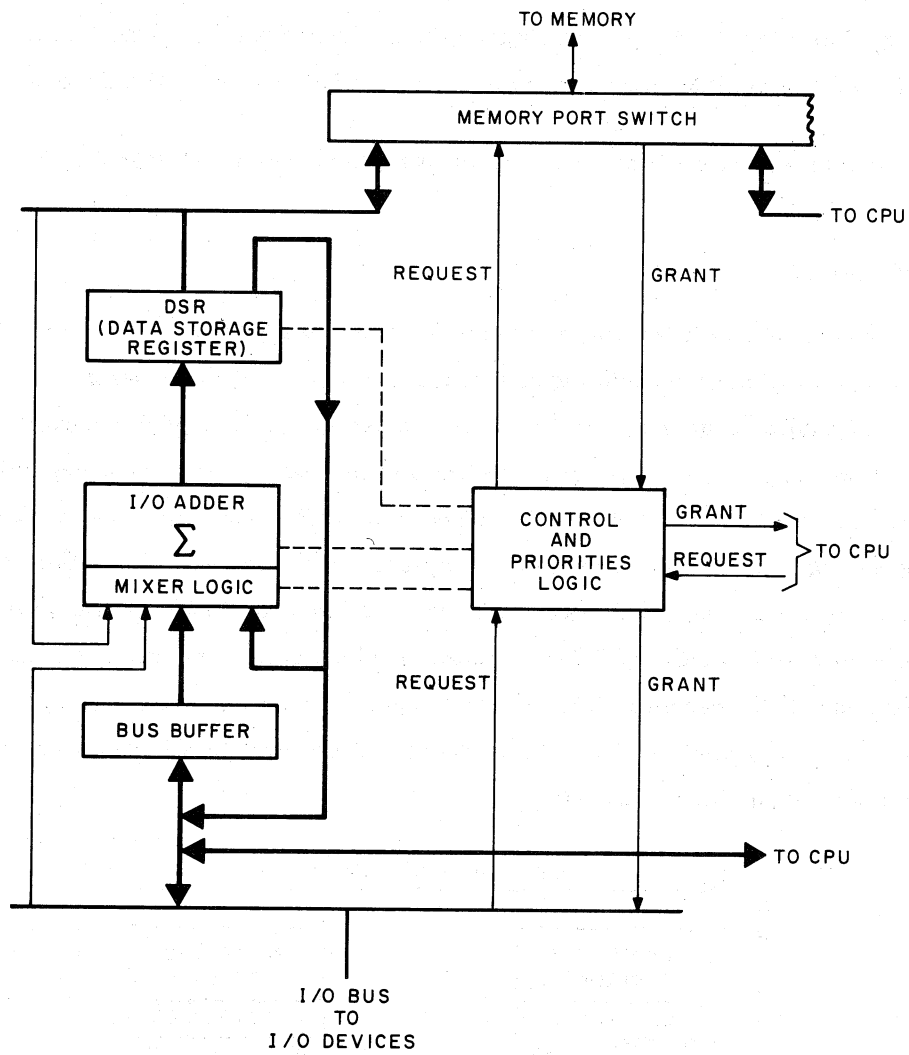 TO MEMORY
MEMORY PORT SWITCH
TO CPU
REQUEST
GRANT
DSR
(DATA STORAGE
REGISTER)
I/O ADDER
Σ
MIXER LOGIC
CONTROL
AND
PRIORITIES
LOGIC
GRANT
REQUEST
TO CPU
REQUEST
GRANT
BUS BUFFER
TO CPU
I/O BUS
TO
I/O DEVICES